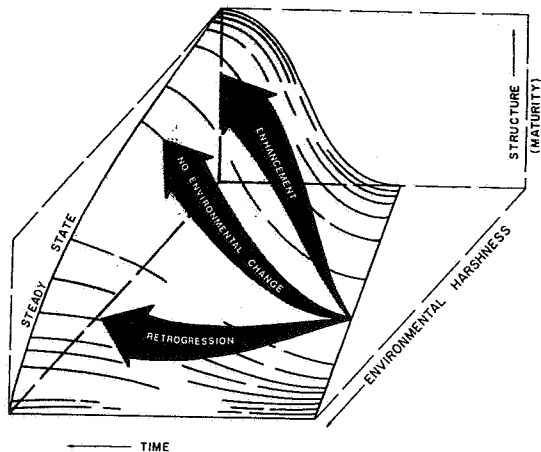 STRUCTURE
(MATURITY)
ENHANCEMENT
NO ENVIRONMENTAL CHANGE
STEADY STATE
RETROGRESSION
ENVIRONMENTAL HARSHNESS
TIME